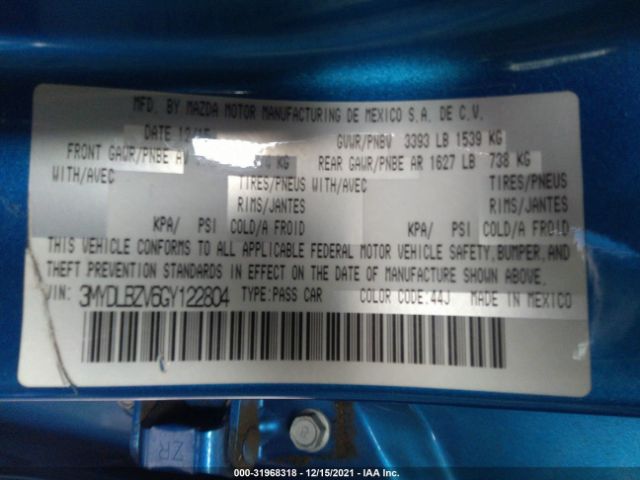 MFD. BY MAZDA MOTOR MANUFACTURING DE MEXICO S.A. DE C.V.
DATE 12/15 GVWR/PNBV 3393 LB 1539 KG
FRONT GAWR/PNBE AV KG REAR GAWR/PNBE AR 1627 LB 738 KG
WITH/AVEC TIRES/PNEUS WITH/AVEC TIRES/PNEUS
RIMS/JANTES RIMS/JANTES
KPA/ PSI COLD/A FROID KPA/ PSI COLD/A FROID
THIS VEHICLE CONFORMS TO ALL APPLICABLE FEDERAL MOTOR VEHICLE SAFETY, BUMPER, AND
THEFT PREVENTION STANDARDS IN EFFECT ON THE DATE OF MANUFACTURE SHOWN ABOVE.
VIN: 3MYDLBZV6GY122804 TYPE:PASS CAR COLOR CODE:44J MADE IN MEXICO
ZR
000-31968318 - 12/15/2021 - IAA Inc.